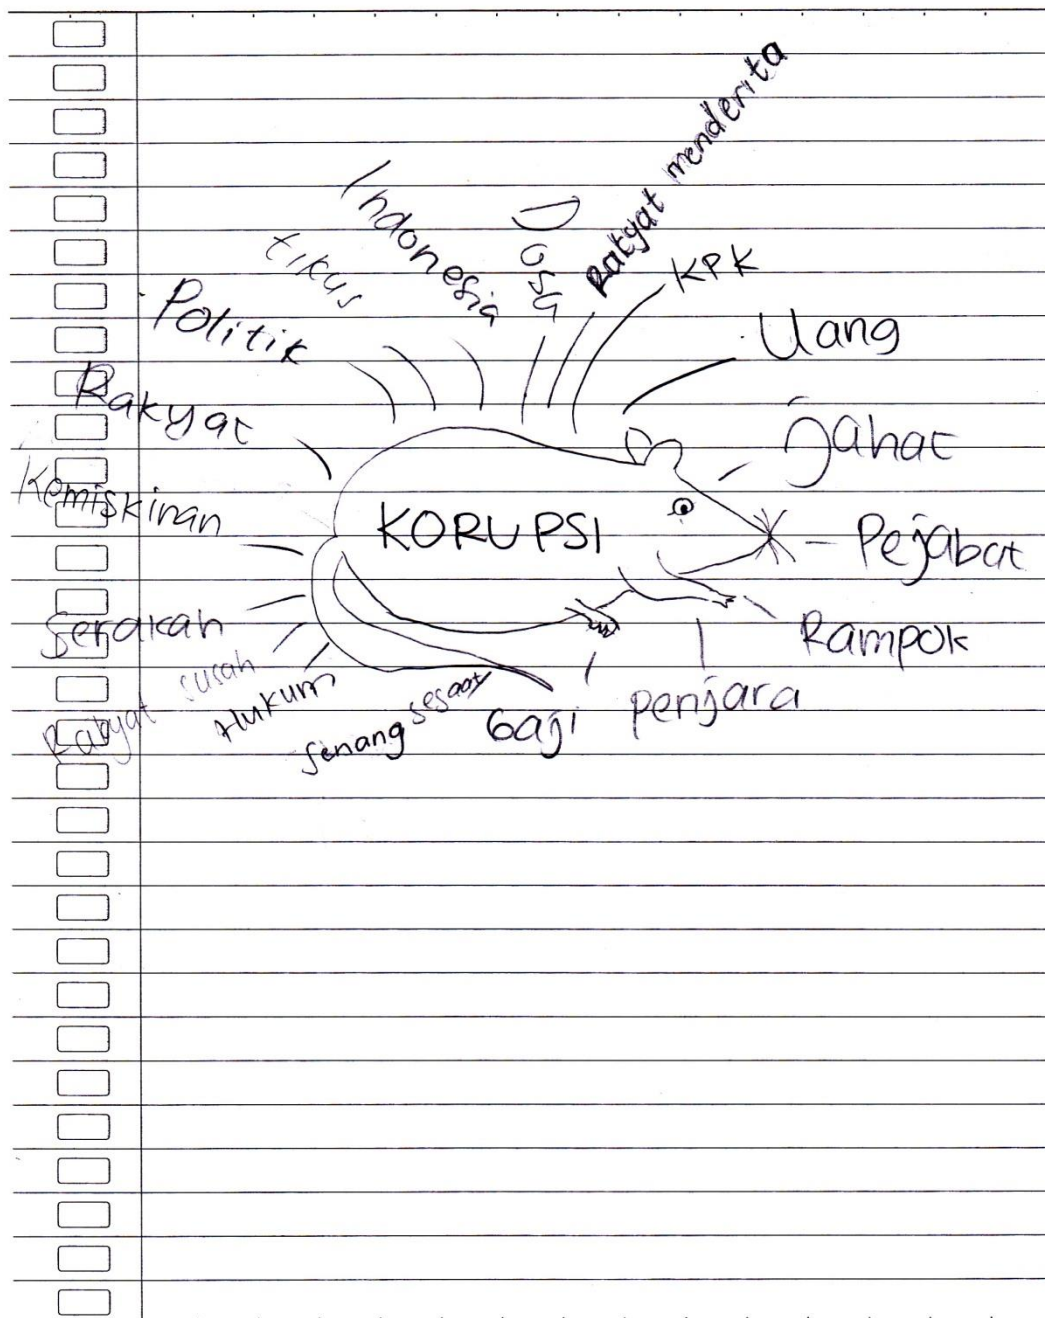 Rakyat menderita
Indonesia
Dosa
tikus
KPK
Politik
Uang
Rakyat
Jahat
Kemiskinan
KORUPSI
Pejabat
Serakah
Rampok
Rakyat susah
Hukum
Senang sesaat
Gaji
Penjara